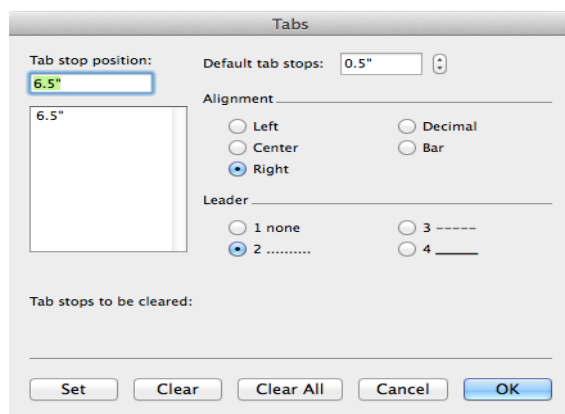 Tabs
Tab stop position:
6.5"
6.5"
Default tab stops: 0.5"
Alignment
Left
Decimal
Center
Bar
Right
Leader
1 none
3 -----
2 ..........
4 _____
Tab stops to be cleared:
Set
Clear
Clear All
Cancel
OK